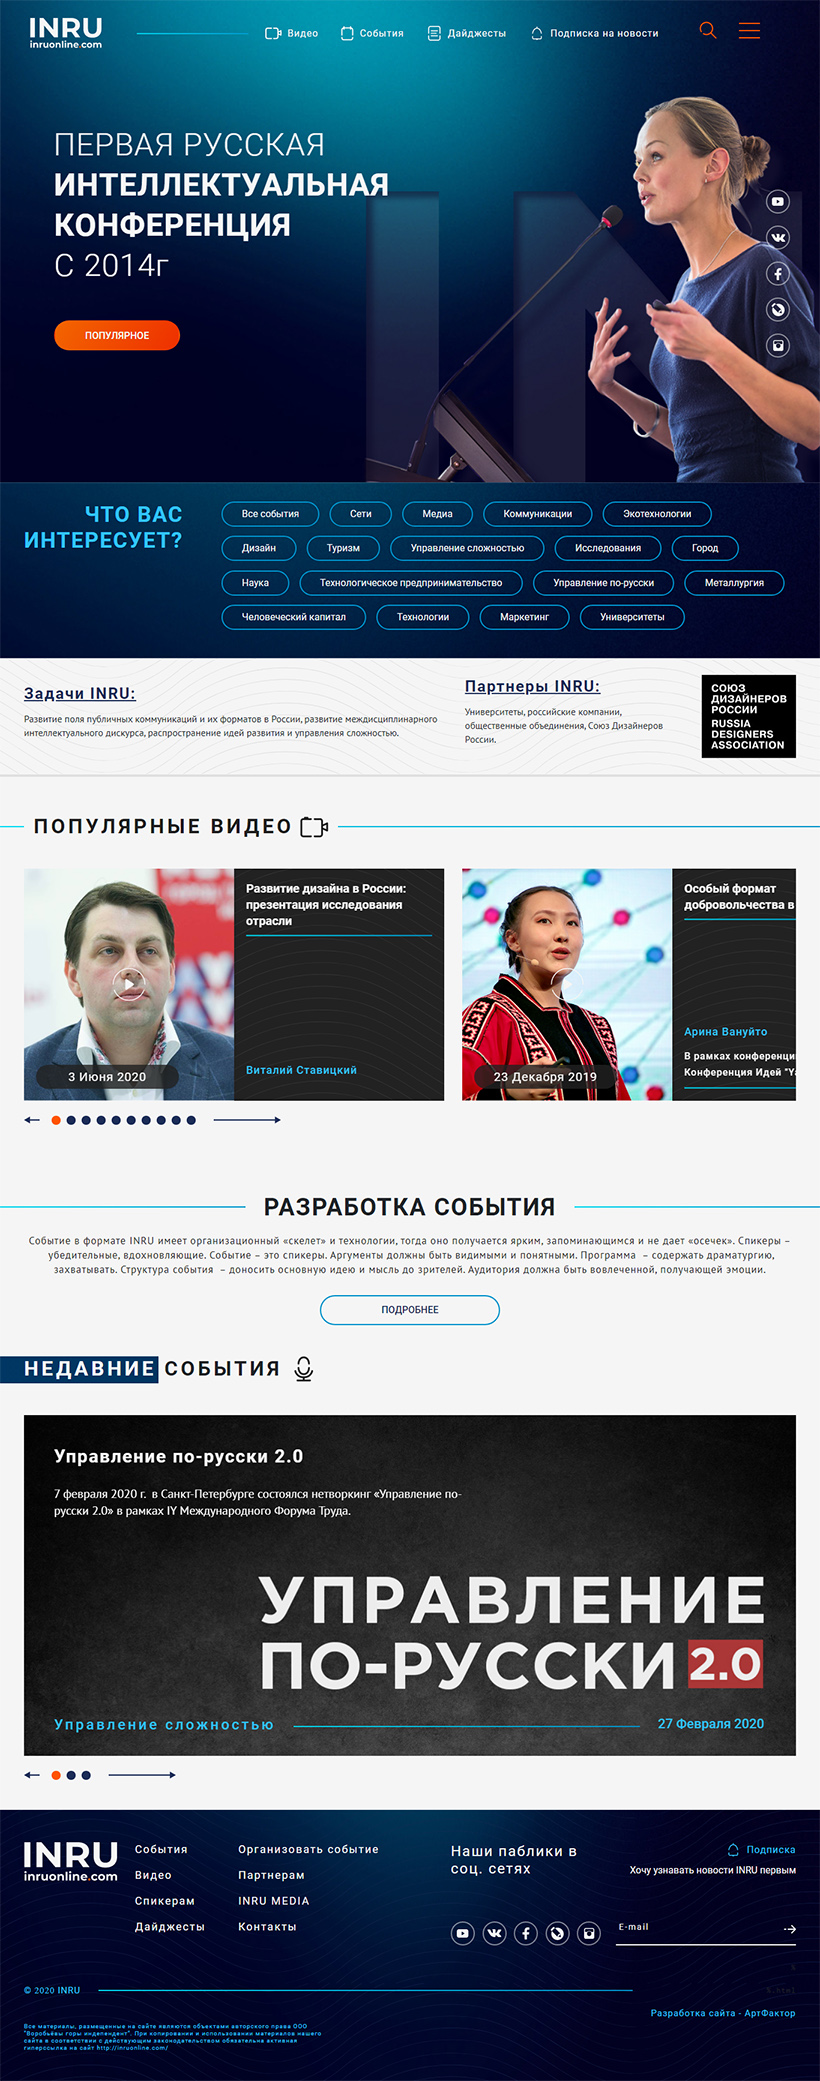 INRU
inruonline.com
Видео
События
Дайджесты
Подписка на новости
ПЕРВАЯ РУССКАЯ
ИНТЕЛЛЕКТУАЛЬНАЯ
КОНФЕРЕНЦИЯ
С 2014г
ПОПУЛЯРНОЕ
ЧТО ВАС
ИНТЕРЕСУЕТ?
Все события
Сети
Медиа
Коммуникации
Экотехнологии
Дизайн
Туризм
Управление сложностью
Исследования
Город
Наука
Технологическое предпринимательство
Управление по-русски
Металлургия
Человеческий капитал
Технологии
Маркетинг
Университеты
Задачи INRU:
Развитие поля публичных коммуникаций и их форматов в России, развитие междисциплинарного
интеллектуального дискурса, распространение идей развития и управления сложностью.
Партнеры INRU:
Университеты, российские компании,
общественные объединения, Союз Дизайнеров
России.
СОЮЗ
ДИЗАЙНЕРОВ
РОССИИ
RUSSIA
DESIGNERS
ASSOCIATION
ПОПУЛЯРНЫЕ ВИДЕО
3 Июня 2020
Развитие дизайна в России:
презентация исследования
отрасли
Виталий Ставицкий
23 Декабря 2019
Особый формат
добровольчества в
Арина Вануйто
В рамках конференци
Конференция Идей "Ya
РАЗРАБОТКА СОБЫТИЯ
Событие в формате INRU имеет организационный «скелет» и технологии, тогда оно получается ярким, запоминающимся и не дает «осечек». Спикеры –
убедительные, вдохновляющие. Событие – это спикеры. Аргументы должны быть видимыми и понятными. Программа – содержать драматургию,
захватывать. Структура события – доносить основную идею и мысль до зрителей. Аудитория должна быть вовлеченной, получающей эмоции.
ПОДРОБНЕЕ
НЕДАВНИЕ СОБЫТИЯ
Управление по-русски 2.0
7 февраля 2020 г. в Санкт-Петербурге состоялся нетворкинг «Управление по-
русски 2.0» в рамках IY Международного Форума Труда.
УПРАВЛЕНИЕ
ПО-РУССКИ 2.0
Управление сложностью
27 Февраля 2020
INRU
inruonline.com
События
Видео
Спикерам
Дайджесты
Организовать событие
Партнерам
INRU MEDIA
Контакты
Наши паблики в
соц. сетях
Подписка
Хочу узнавать новости INRU первым
E-mail
© 2020 INRU
Разработка сайта - АртФактор
Все материалы, размещенные на сайте являются объектами авторского права ООО
"Воробьёвы горы индепендент". При копировании и использовании материалов нашего
сайта в соответствии с действующим законодательством обязательна активная
гиперссылка на сайт http://inruonline.com/